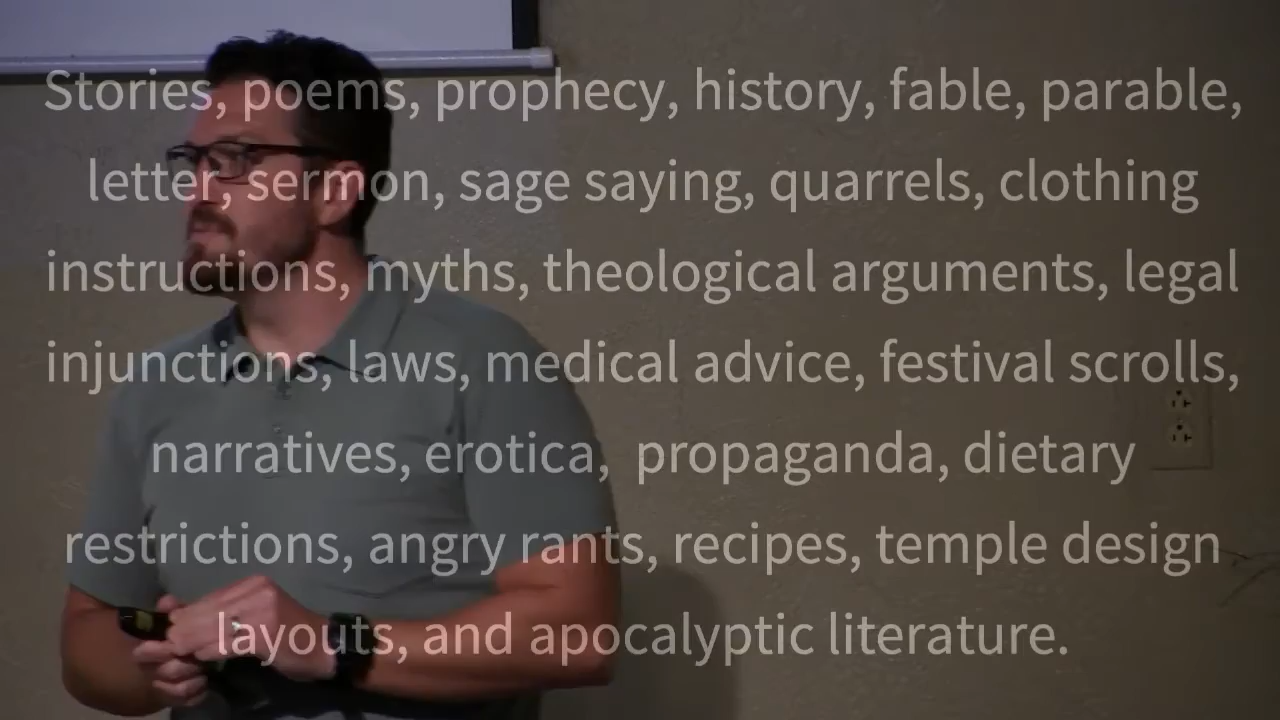 Stories, poems, prophecy, history, fable, parable,
letter, sermon, sage saying, quarrels, clothing
instructions, myths, theological arguments, legal
injunctions, laws, medical advice, festival scrolls,
narratives, erotica, propaganda, dietary
restrictions, angry rants, recipes, temple design
layouts, and apocalyptic literature.